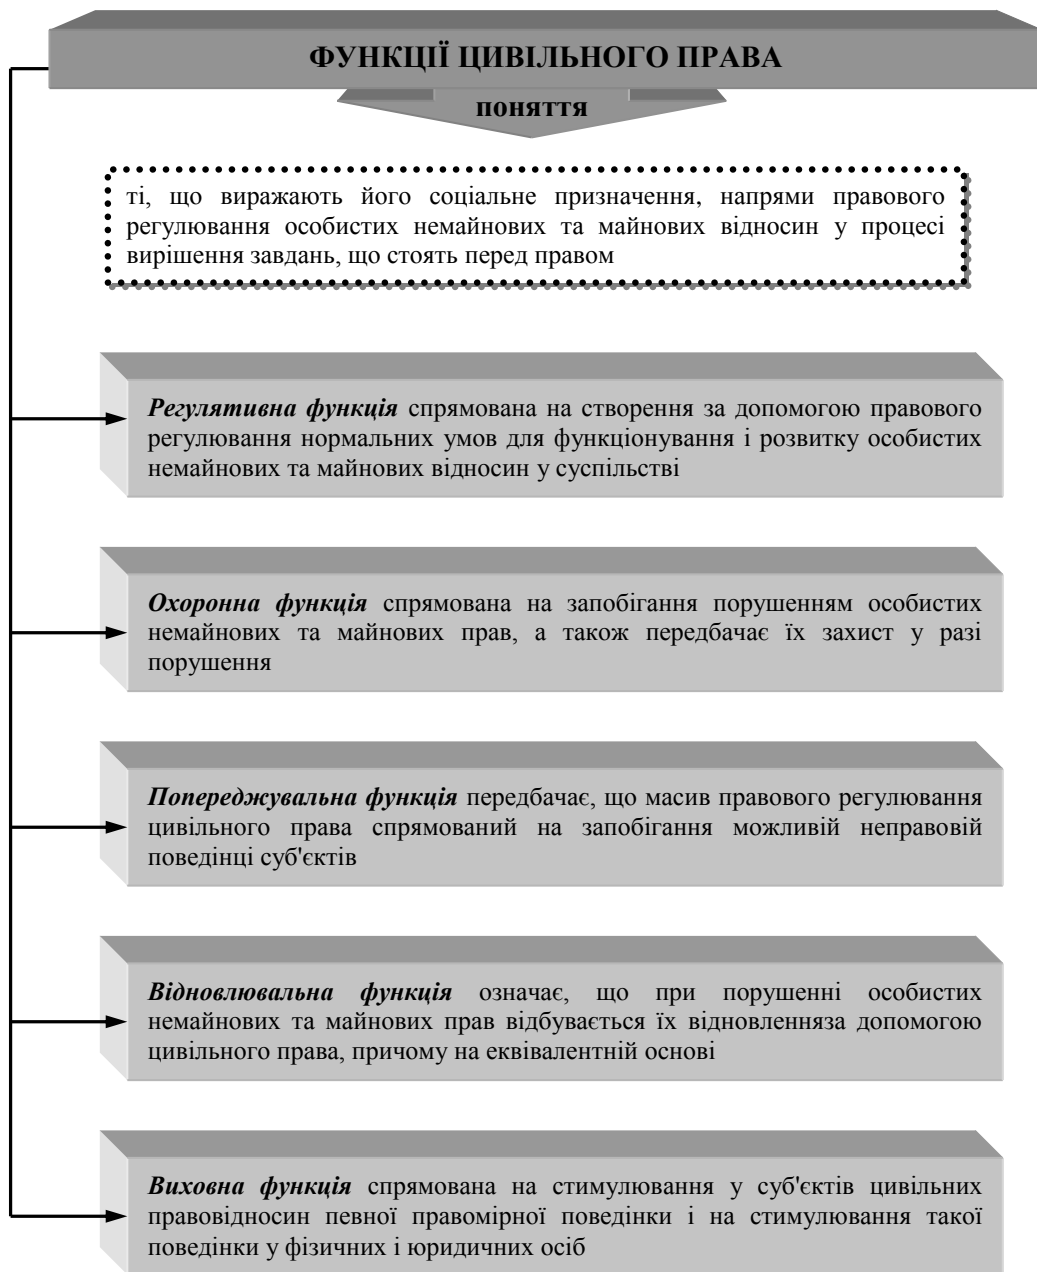 ФУНКЦІЇ ЦИВІЛЬНОГО ПРАВА
поняття
ті, що виражають його соціальне призначення, напрями правового
регулювання особистих немайнових та майнових відносин у процесі
вирішення завдань, що стоять перед правом
Регулятивна функція спрямована на створення за допомогою правового
регулювання нормальних умов для функціонування і розвитку особистих
немайнових та майнових відносин у суспільстві
Охоронна функція спрямована на запобігання порушенням особистих
немайнових та майнових прав, а також передбачає їх захист у разі
порушення
Попереджувальна функція передбачає, що масив правового регулювання
цивільного права спрямований на запобігання можливій неправовій
поведінці суб'єктів
Відновлювальна функція означає, що при порушенні особистих
немайнових та майнових прав відбувається їх відновленняза допомогою
цивільного права, причому на еквівалентній основі
Виховна функція спрямована на стимулювання у суб'єктів цивільних
правовідносин певної правомірної поведінки і на стимулювання такої
поведінки у фізичних і юридичних осіб